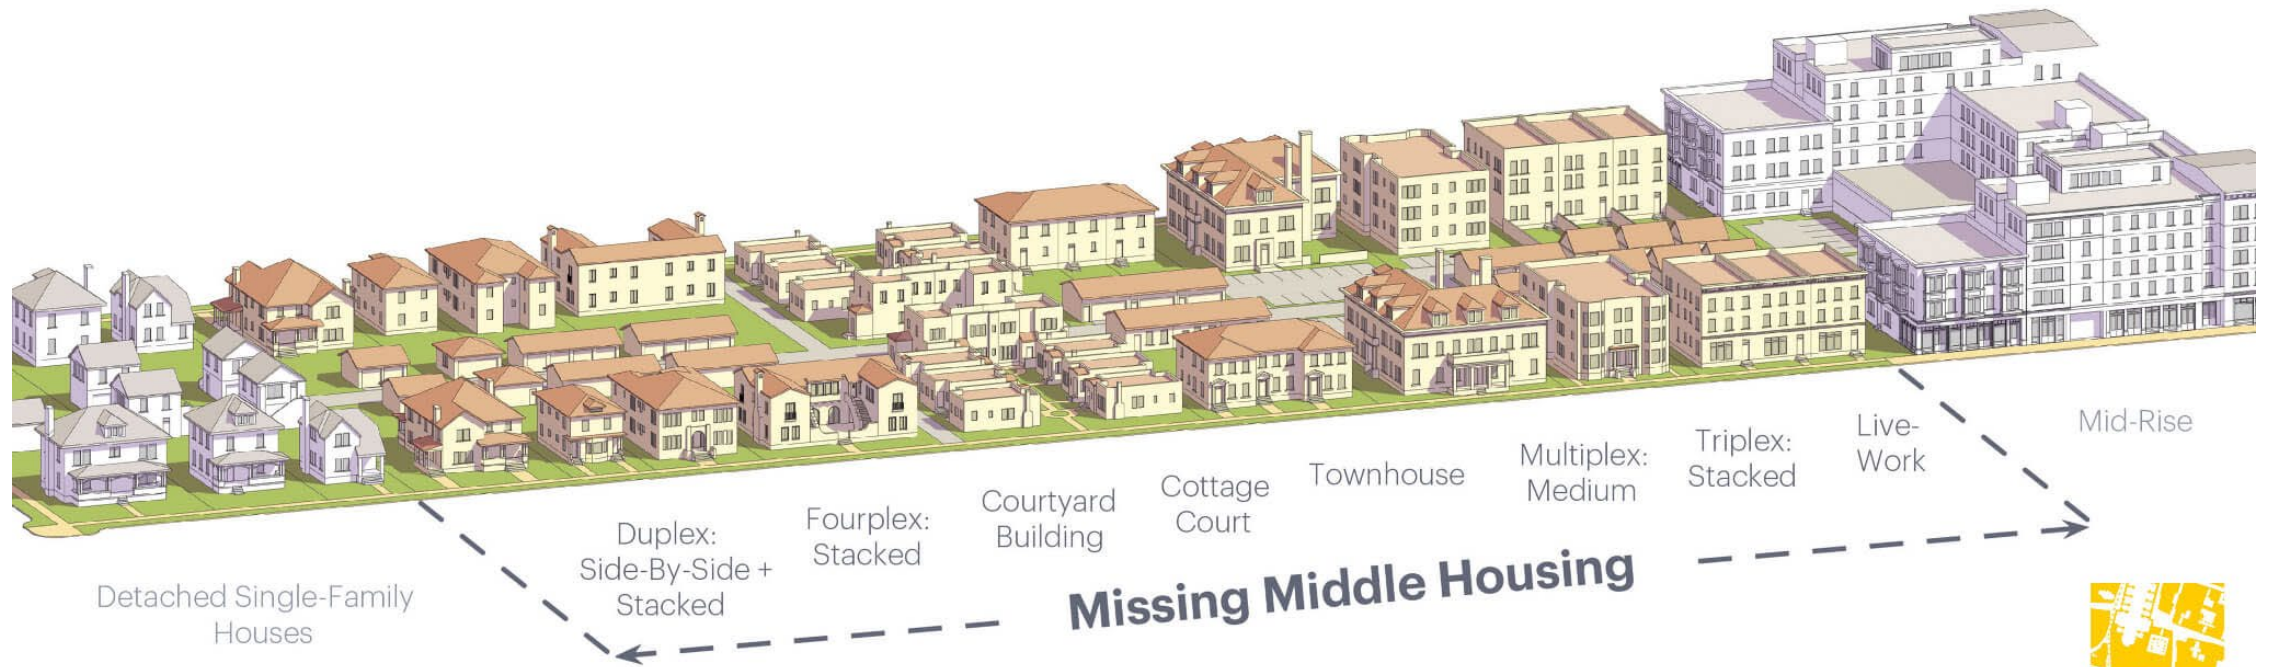 Detached Single-Family
Houses
Duplex:
Side-By-Side +
Stacked
Fourplex:
Stacked
Courtyard
Building
Cottage
Court
Townhouse
Multiplex:
Medium
Triplex:
Stacked
Live-
Work
Mid-Rise
Missing Middle Housing